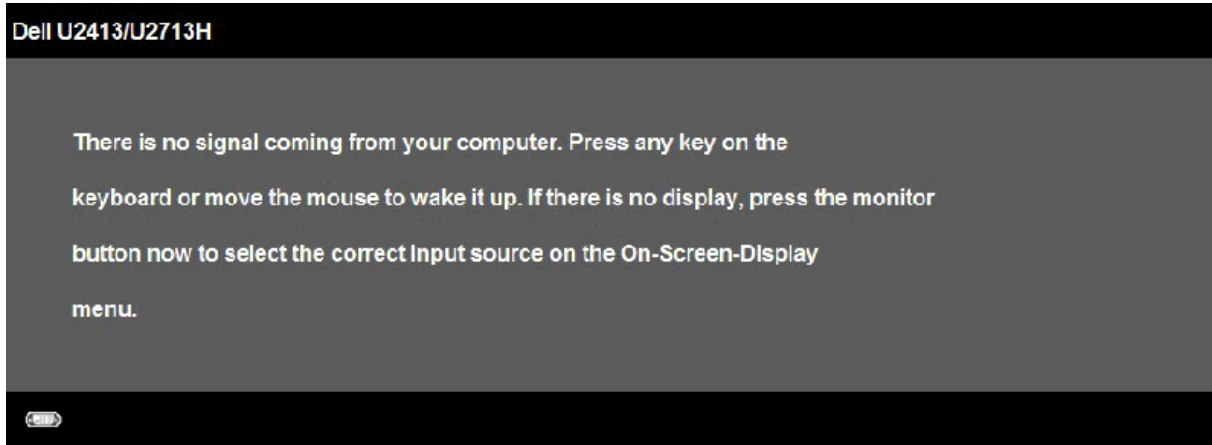 Dell U2413/U2713H
There is no signal coming from your computer. Press any key on the
keyboard or move the mouse to wake it up. If there is no display, press the monitor
button now to select the correct input source on the On-Screen-Display
menu.